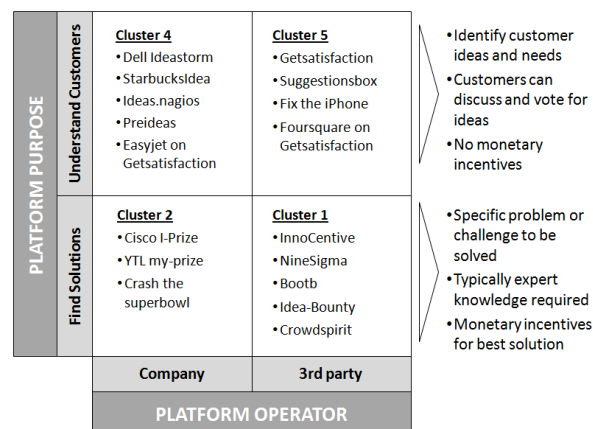 PLATFORM PURPOSE
Understand Customers
Cluster 4
• Dell Ideastorm
• StarbucksIdea
• Ideas.nagios
• Preideas
• Easyjet on
Getsatisfaction
Cluster 5
• Getsatisfaction
• Suggestionsbox
• Fix the iPhone
• Foursquare on
Getsatisfaction
• Identify customer
ideas and needs
• Customers can
discuss and vote for
ideas
• No monetary
incentives
Find Solutions
Cluster 2
• Cisco I-Prize
• YTL my-prize
• Crash the
superbowl
Cluster 1
• InnoCentive
• NineSigma
• Bootb
• Idea-Bounty
• Crowdspirit
• Specific problem or
challenge to be
solved
• Typically expert
knowledge required
• Monetary incentives
for best solution
Company
3rd party
PLATFORM OPERATOR